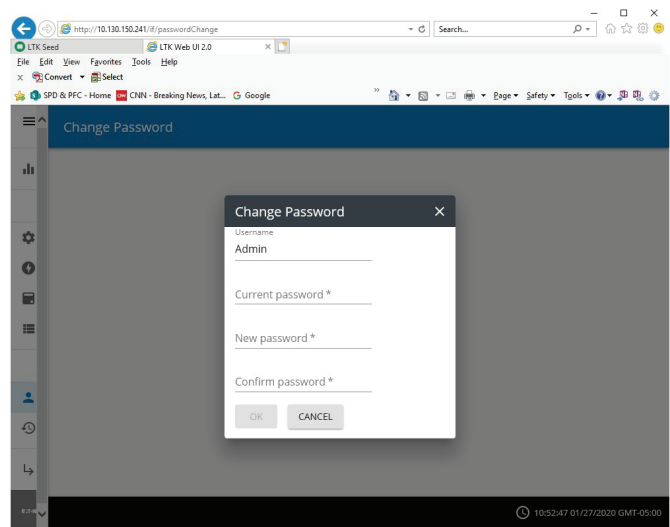 http://10.130.150.241/if/passwordChange
Search...
LTK Seed
LTK Web UI 2.0
File Edit View Favorites Tools Help
Convert Select
SPD & PFC - Home CNN - Breaking News, Lat... G Google
Page Safety Tools
Change Password
Change Password
Username
Admin
Current password *
New password *
Confirm password *
OK CANCEL
10:52:47 01/27/2020 GMT-05:00